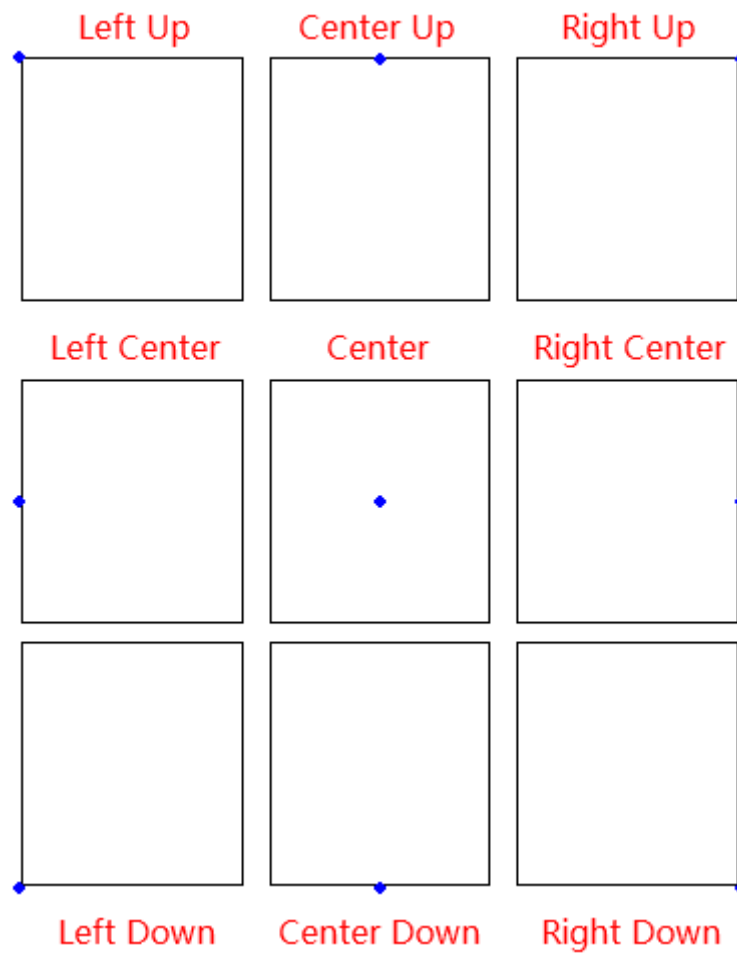 Left Up
Center Up
Right Up
Left Center
Center
Right Center
Left Down
Center Down
Right Down